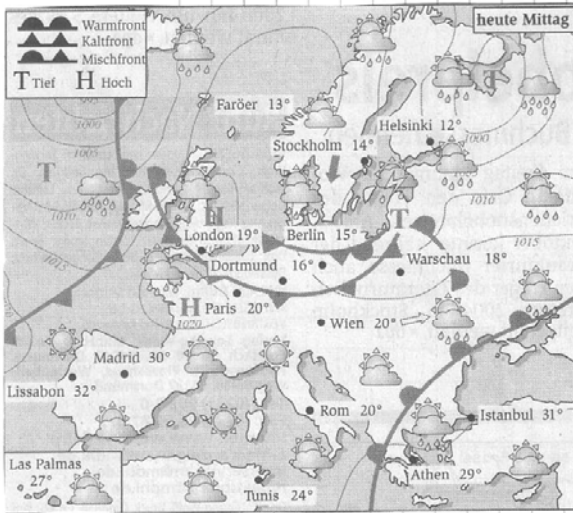 heute Mittag
Warmfront
Kaltfront
Mischfront
T Tief H Hoch
1000
1005
T
1010
1015
Faröer 13°
Stockholm 14°
Helsinki 12°
1000
1010
1015
T
H
London 19°
Berlin 15°
Dortmund 16°
Warschau 18°
H
Paris 20°
1020
Wien 20°
Madrid 30°
Lissabon 32°
Rom 20°
Istanbul 31°
Athen 29°
Las Palmas
27°
Tunis 24°